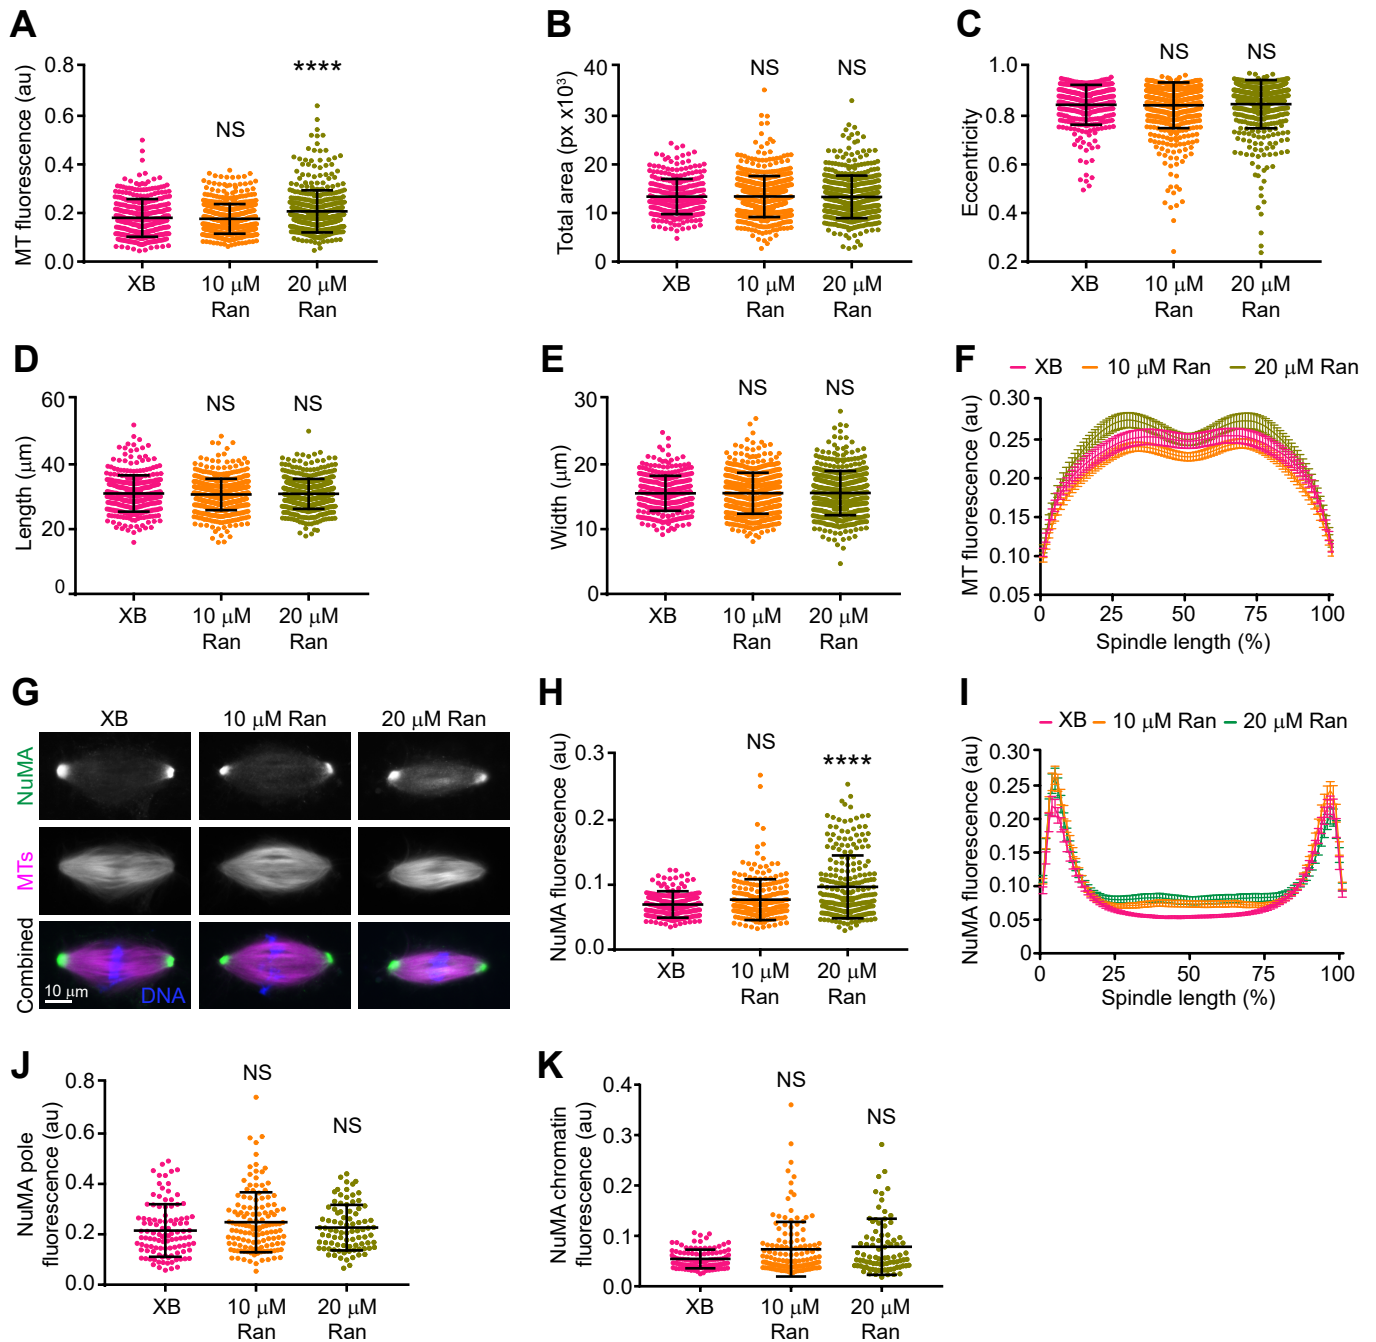 A
MT fluorescence (au)
0.8
0.6
0.4
0.2
0.0
NS
****
XB
10 μM
Ran
20 μM
Ran
B
Total area (px x10³)
40
30
20
10
0
NS
NS
XB
10 μM
Ran
20 μM
Ran
C
Eccentricity
1.0
0.8
0.6
0.4
0.2
NS
NS
XB
10 μM
Ran
20 μM
Ran
D
Length (μm)
60
40
20
0
NS
NS
XB
10 μM
Ran
20 μM
Ran
E
Width (μm)
30
20
10
0
NS
NS
XB
10 μM
Ran
20 μM
Ran
F
XB
10 μM Ran
20 μM Ran
MT fluorescence (au)
0.30
0.25
0.20
0.15
0.10
0.05
0
25
50
75
100
Spindle length (%)
G
XB
10 μM Ran
20 μM Ran
NuMA
MTs
Combined
10 μm
DNA
H
NuMA fluorescence (au)
0.3
0.2
0.1
0.0
NS
****
XB
10 μM
Ran
20 μM
Ran
I
XB
10 μM Ran
20 μM Ran
NuMA fluorescence (au)
0.30
0.25
0.20
0.15
0.10
0.05
0
0
25
50
75
100
Spindle length (%)
J
NuMA pole
fluorescence (au)
0.8
0.6
0.4
0.2
0.0
NS
NS
XB
10 μM
Ran
20 μM
Ran
K
NuMA chromatin
fluorescence (au)
0.4
0.3
0.2
0.1
0.0
NS
NS
XB
10 μM
Ran
20 μM
Ran